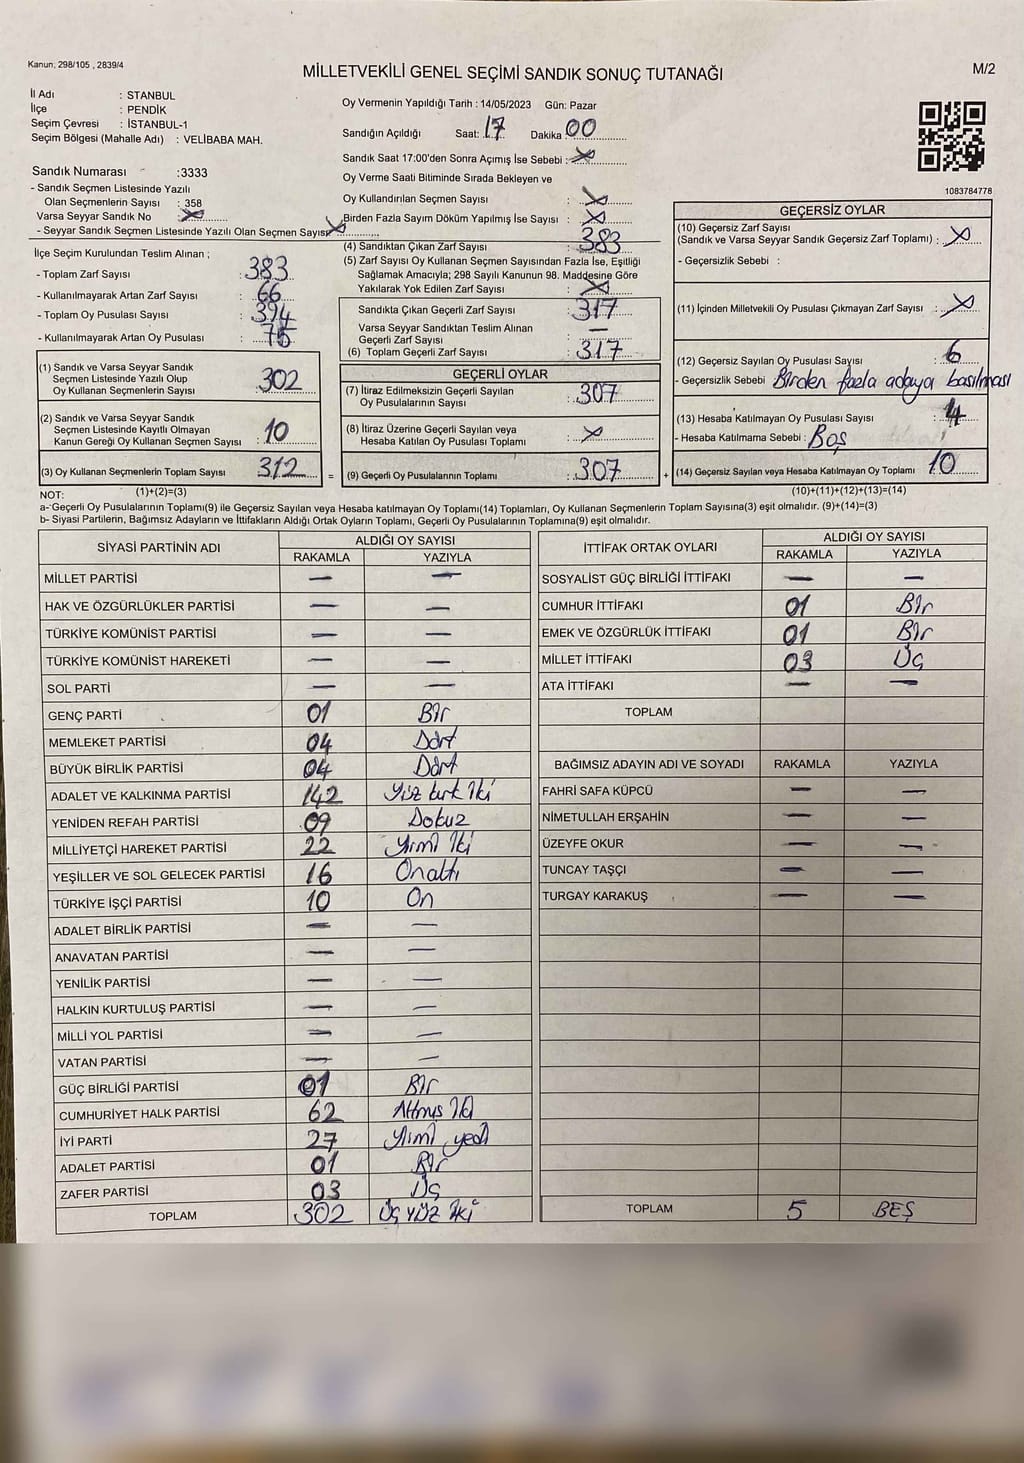 Kanun; 298/105 , 2839/4
MİLLETVEKİLİ GENEL SEÇİMİ SANDIK SONUÇ TUTANAĞI
M/2
İl Adı : STANBUL
İlçe : PENDİK
Seçim Çevresi : İSTANBUL-1
Seçim Bölgesi (Mahalle Adı) : VELİBABA MAH.
Oy Vermenin Yapıldığı Tarih : 14/05/2023 Gün: Pazar
Sandığın Açıldığı Saat: 17 Dakika 00
Sandık Saat 17:00'den Sonra Açımış İse Sebebi : X
Oy Verme Saati Bitiminde Sırada Bekleyen ve
Oy Kullandırılan Seçmen Sayısı : X
Birden Fazla Sayım Döküm Yapılmış İse Sayısı : X
1083784778
Sandık Numarası :3333
- Sandık Seçmen Listesinde Yazılı
Olan Seçmenlerin Sayısı : 358
Varsa Seyyar Sandık No : X
- Seyyar Sandık Seçmen Listesinde Yazılı Olan Seçmen Sayısı X
İlçe Seçim Kurulundan Teslim Alınan ;
- Toplam Zarf Sayısı : 383
- Kullanılmayarak Artan Zarf Sayısı : 66
- Toplam Oy Pusulası Sayısı : 394
- Kullanılmayarak Artan Oy Pusulası : 75
(1) Sandık ve Varsa Seyyar Sandık
Seçmen Listesinde Yazılı Olup
Oy Kullanan Seçmenlerin Sayısı : 302
(2) Sandık ve Varsa Seyyar Sandık
Seçmen Listesinde Kayıtlı Olmayan
Kanun Gereği Oy Kullanan Seçmen Sayısı : 10
(3) Oy Kullanan Seçmenlerin Toplam Sayısı : 312 =
(1)+(2)=(3)
(4) Sandıktan Çıkan Zarf Sayısı : 383
(5) Zarf Sayısı Oy Kullanan Seçmen Sayısından Fazla İse, Eşitliği
Sağlamak Amacıyla; 298 Sayılı Kanunun 98. Maddesine Göre
Yakılarak Yok Edilen Zarf Sayısı : X
Sandıkta Çıkan Geçerli Zarf Sayısı : 317
Varsa Seyyar Sandıktan Teslim Alınan
Geçerli Zarf Sayısı : —
(6) Toplam Geçerli Zarf Sayısı : 317
GEÇERLİ OYLAR
(7) İtiraz Edilmeksizin Geçerli Sayılan
Oy Pusulalarının Sayısı : 307
(8) İtiraz Üzerine Geçerli Sayılan veya
Hesaba Katılan Oy Pusulası Toplamı : X
(9) Geçerli Oy Pusulalarının Toplamı : 307 +
GEÇERSİZ OYLAR
(10) Geçersiz Zarf Sayısı
(Sandık ve Varsa Seyyar Sandık Geçersiz Zarf Toplamı) : X
- Geçersizlik Sebebi :
(11) İçinden Milletvekili Oy Pusulası Çıkmayan Zarf Sayısı : X
(12) Geçersiz Sayılan Oy Pusulası Sayısı : 6
- Geçersizlik Sebebi Birden fazla adaya basılması
(13) Hesaba Katılmayan Oy Pusulası Sayısı : 4
- Hesaba Katılmama Sebebi : Boş
(14) Geçersiz Sayılan veya Hesaba Katılmayan Oy Toplamı : 10
(10)+(11)+(12)+(13)=(14)
NOT:
a- Geçerli Oy Pusulalarının Toplamı(9) ile Geçersiz Sayılan veya Hesaba katılmayan Oy Toplamı(14) Toplamları, Oy Kullanan Seçmenlerin Toplam Sayısına(3) eşit olmalıdır. (9)+(14)=(3)
b- Siyasi Partilerin, Bağımsız Adayların ve İttifakların Aldığı Ortak Oyların Toplamı, Geçerli Oy Pusulalarının Toplamına(9) eşit olmalıdır.
SİYASİ PARTİNİN ADI ALDIĞI OY SAYISI
RAKAMLA YAZIYLA
MİLLET PARTİSİ — —
HAK VE ÖZGÜRLÜKLER PARTİSİ — —
TÜRKİYE KOMÜNİST PARTİSİ — —
TÜRKİYE KOMÜNİST HAREKETİ — —
SOL PARTİ — —
GENÇ PARTİ 01 Bir
MEMLEKET PARTİSİ 04 Dört
BÜYÜK BİRLİK PARTİSİ 04 Dört
ADALET VE KALKINMA PARTİSİ 142 Yüz kırk iki
YENİDEN REFAH PARTİSİ 09 Dokuz
MİLLİYETÇİ HAREKET PARTİSİ 22 Yirmi iki
YEŞİLLER VE SOL GELECEK PARTİSİ 16 Onaltı
TÜRKİYE İŞÇİ PARTİSİ 10 On
ADALET BİRLİK PARTİSİ — —
ANAVATAN PARTİSİ — —
YENİLİK PARTİSİ — —
HALKIN KURTULUŞ PARTİSİ — —
MİLLİ YOL PARTİSİ — —
VATAN PARTİSİ — —
GÜÇ BİRLİĞİ PARTİSİ 01 Bir
CUMHURİYET HALK PARTİSİ 62 Altmış iki
İYİ PARTİ 27 Yirmi yedi
ADALET PARTİSİ 01 Bir
ZAFER PARTİSİ 03 Üç
TOPLAM 302 ÜÇ YÜZ İKİ
İTTİFAK ORTAK OYLARI ALDIĞI OY SAYISI
RAKAMLA YAZIYLA
SOSYALİST GÜÇ BİRLİĞİ İTTİFAKI — —
CUMHUR İTTİFAKI 01 Bir
EMEK VE ÖZGÜRLÜK İTTİFAKI 01 Bir
MİLLET İTTİFAKI 03 Üç
ATA İTTİFAKI — —
TOPLAM
BAĞIMSIZ ADAYIN ADI VE SOYADI RAKAMLA YAZIYLA
FAHRİ SAFA KÜPCÜ — —
NİMETULLAH ERŞAHİN — —
ÜZEYFE OKUR — —
TUNCAY TAŞÇI — —
TURGAY KARAKUŞ — —
TOPLAM 5 BEŞ